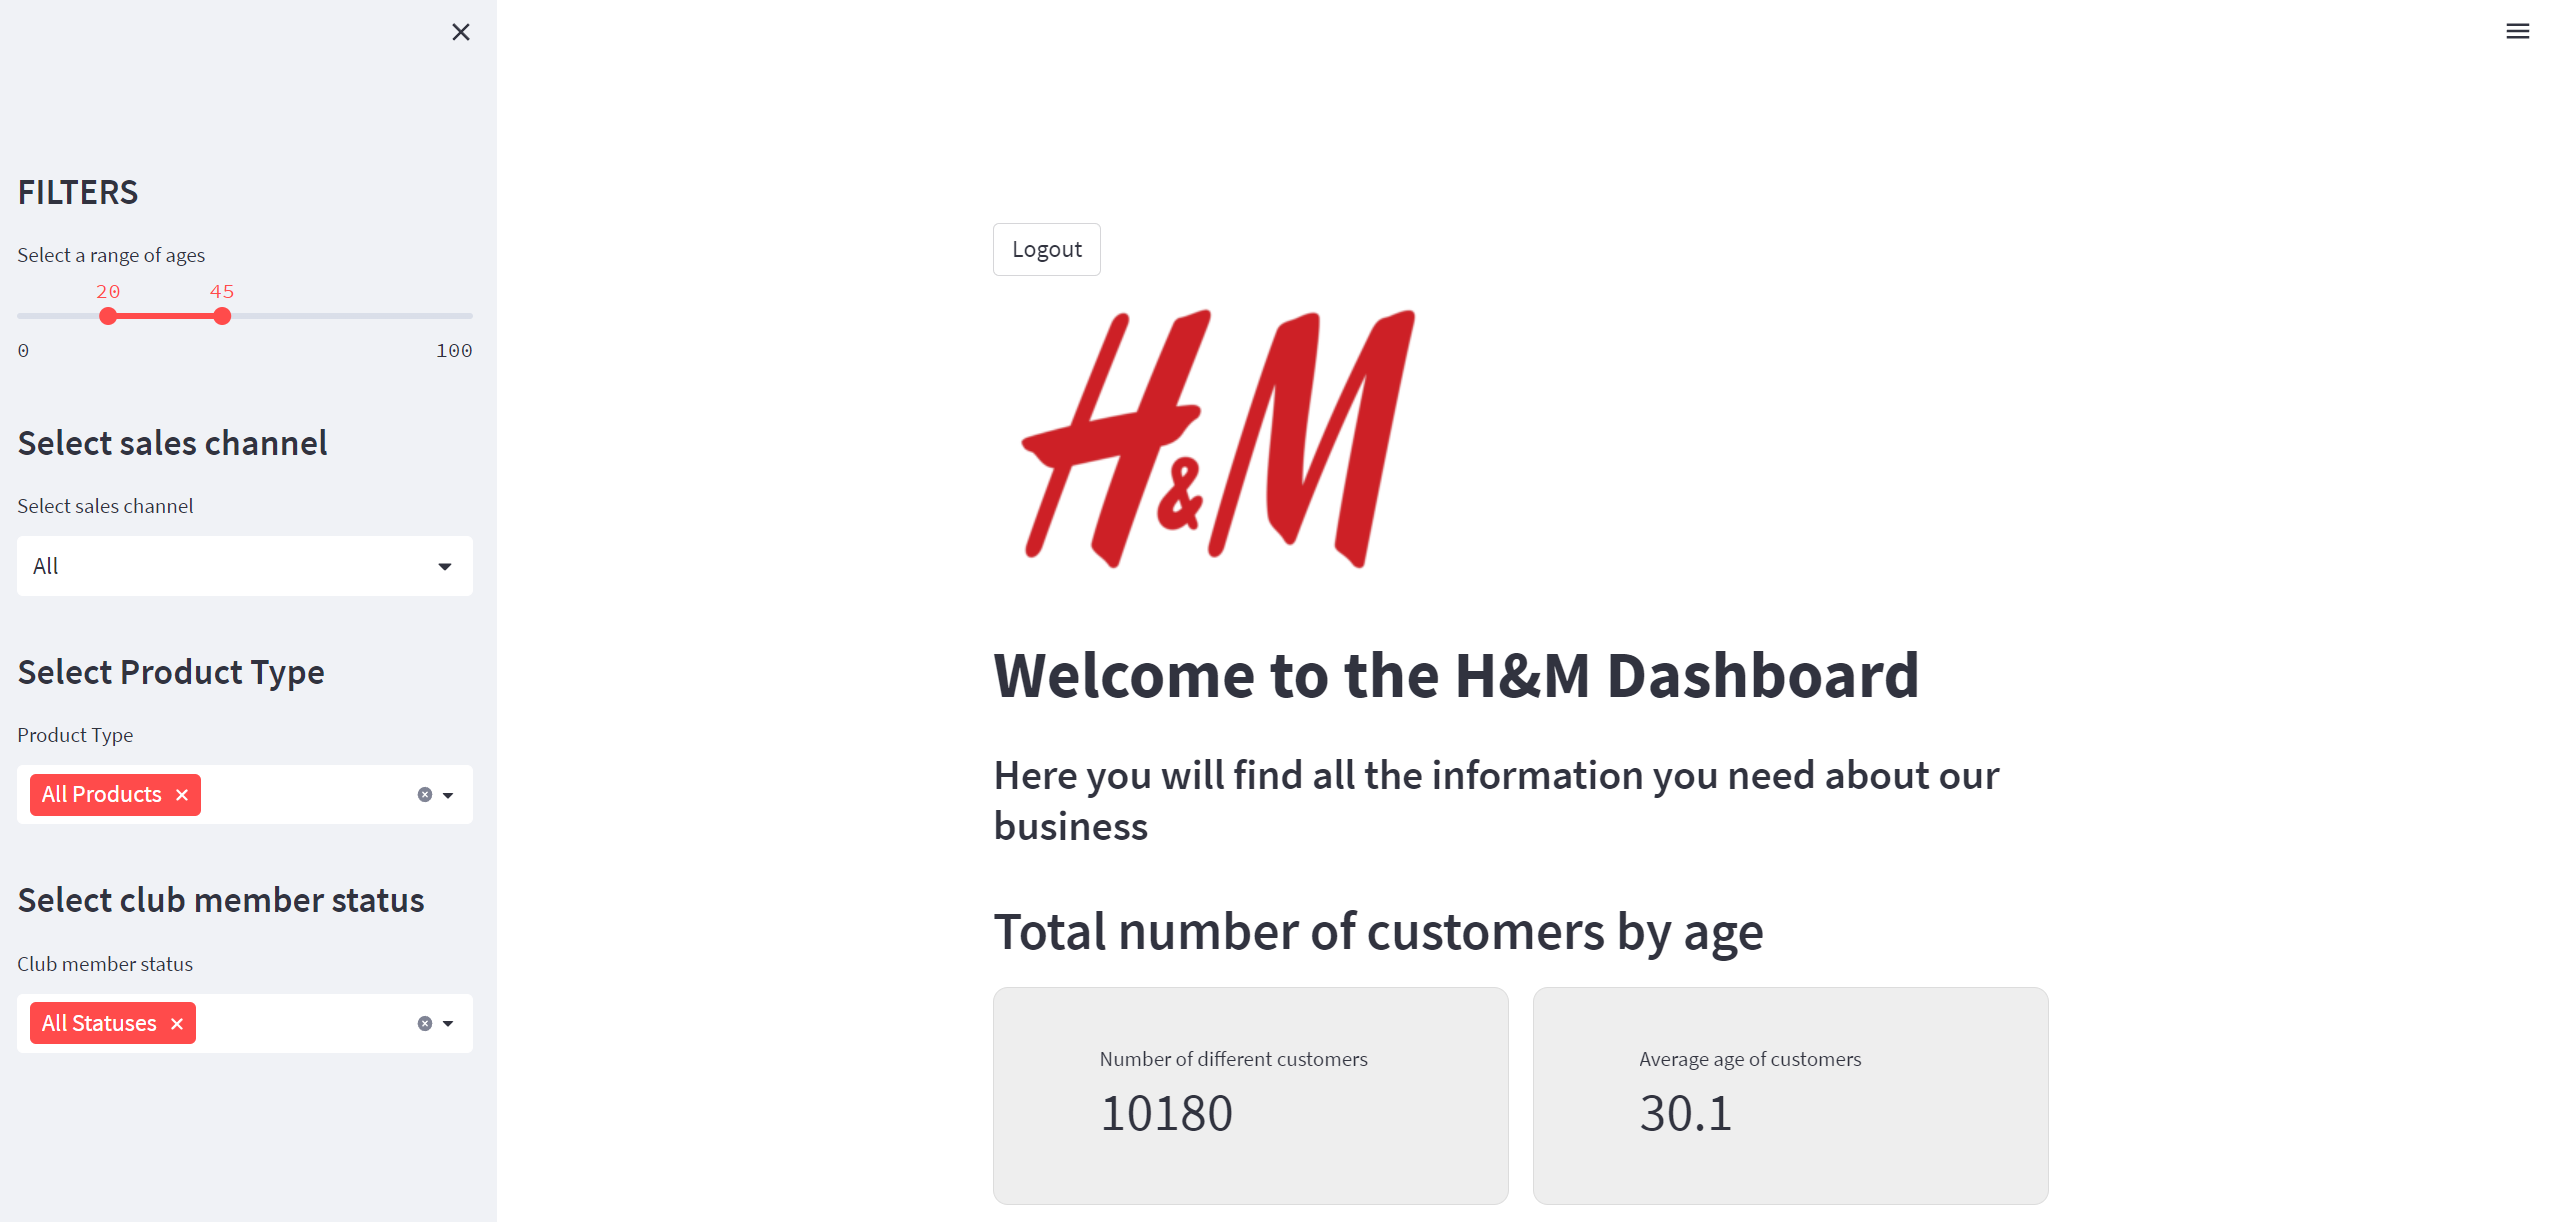 FILTERS
Select a range of ages
20 45
0 100
Select sales channel
Select sales channel
All
Select Product Type
Product Type
All Products
Select club member status
Club member status
All Statuses
Logout
H&M
Welcome to the H&M Dashboard
Here you will find all the information you need about our
business
Total number of customers by age
Number of different customers
10180
Average age of customers
30.1